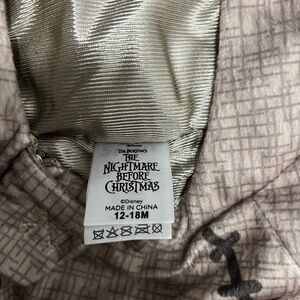 Tim Burton's
THE
NIGHTMARE
BEFORE
CHRISTMAS
©Disney
MADE IN CHINA
12-18M